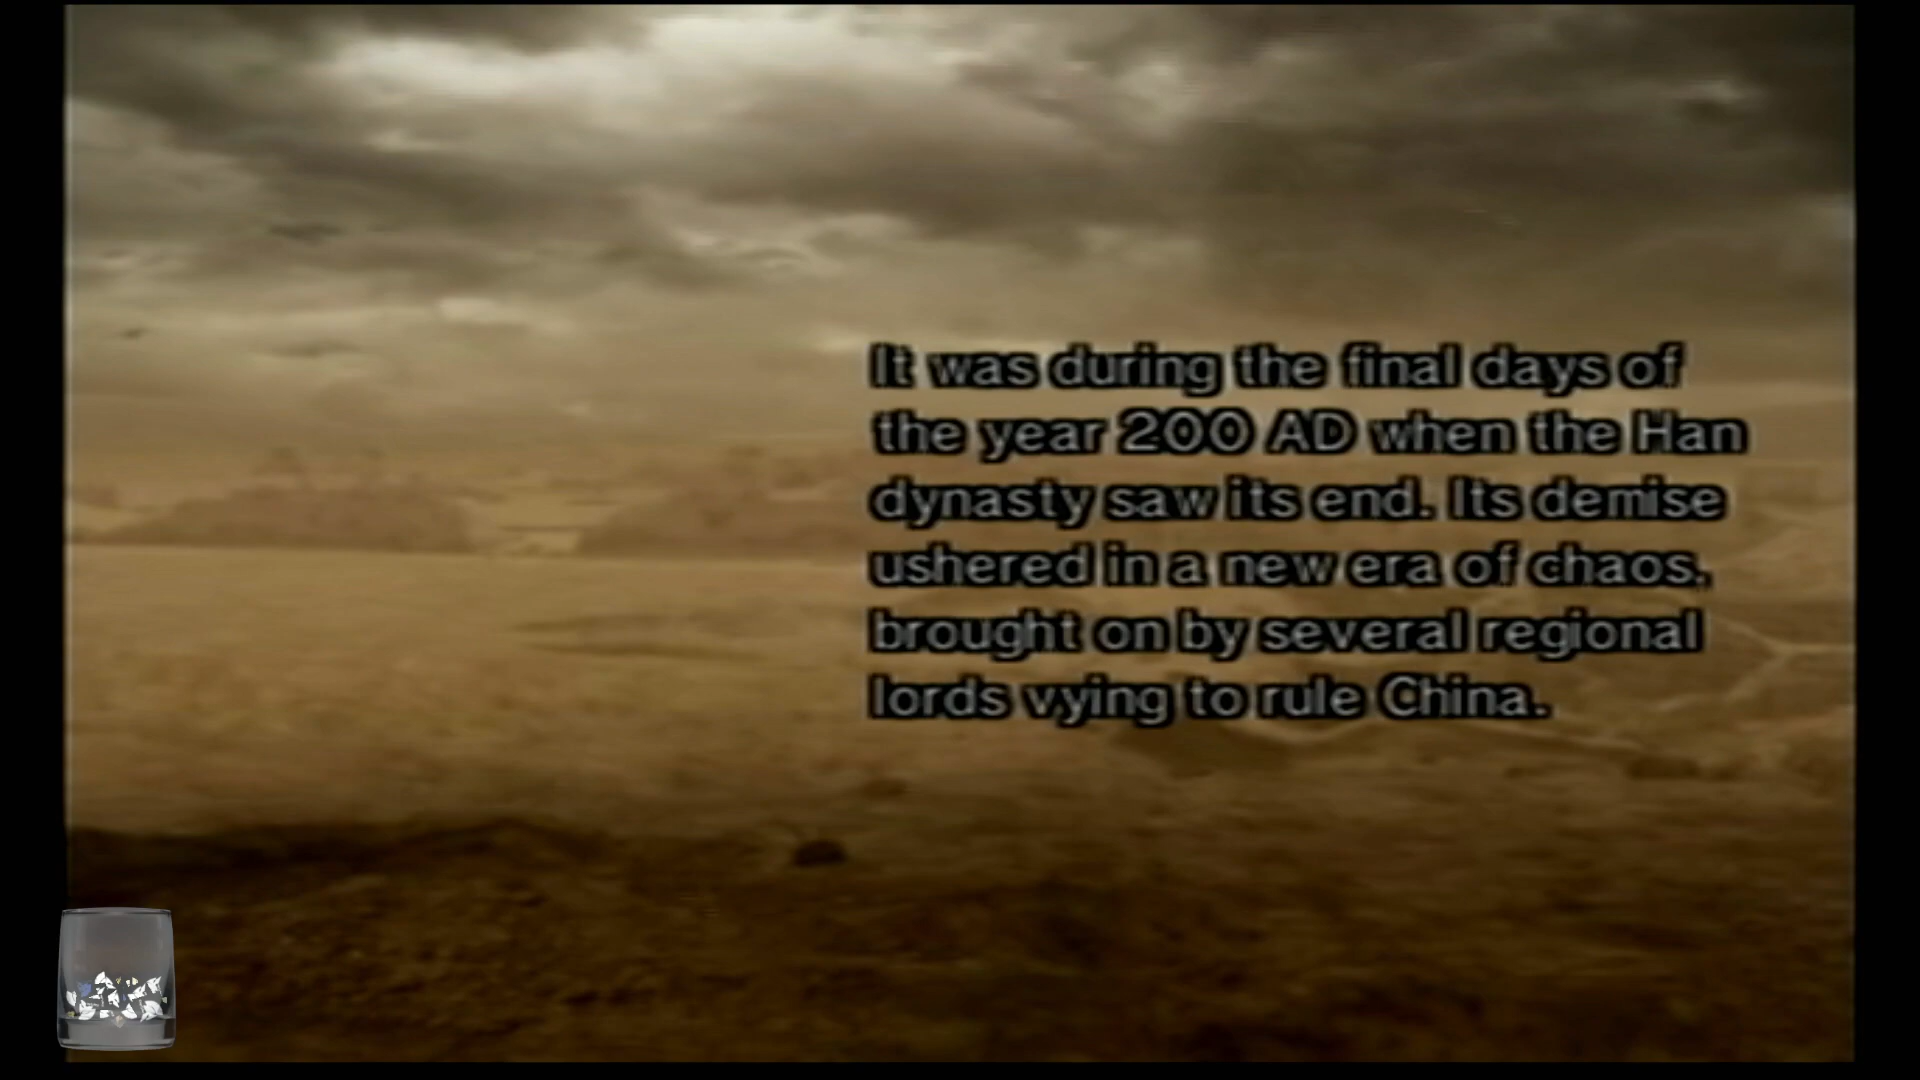 It was during the final days of
the year 200 AD when the Han
dynasty saw its end. Its demise
ushered in a new era of chaos,
brought on by several regional
lords vying to rule China.